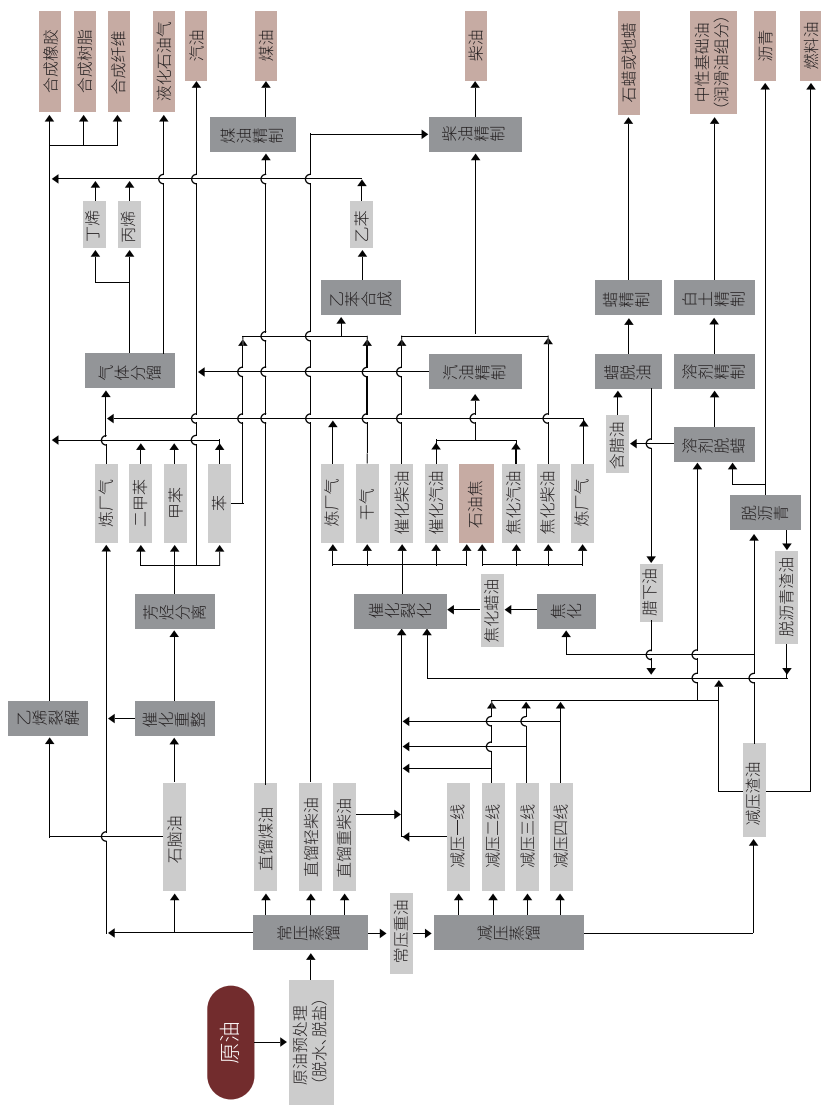 原油
原油预处理
(脱水、脱盐)
常压蒸馏
常压重油
减压蒸馏
石脑油
直馏煤油
直馏轻柴油
直馏重柴油
减压一线
减压二线
减压三线
减压四线
减压渣油
乙烯裂解
催化重整
芳烃分离
催化裂化
焦化蜡油
焦化
腊下油
脱沥青渣油
炼厂气
二甲苯
甲苯
苯
炼厂气
干气
催化柴油
催化汽油
石油焦
焦化汽油
焦化柴油
炼厂气
含腊油
溶剂脱蜡
脱沥青
气体分馏
汽油精制
蜡脱油
溶剂精制
乙苯合成
蜡精制
白土精制
丁烯
丙烯
乙苯
煤油精制
柴油精制
合成橡胶
合成树脂
合成纤维
液化石油气
汽油
煤油
柴油
石蜡或地蜡
中性基础油
(润滑油组分)
沥青
燃料油